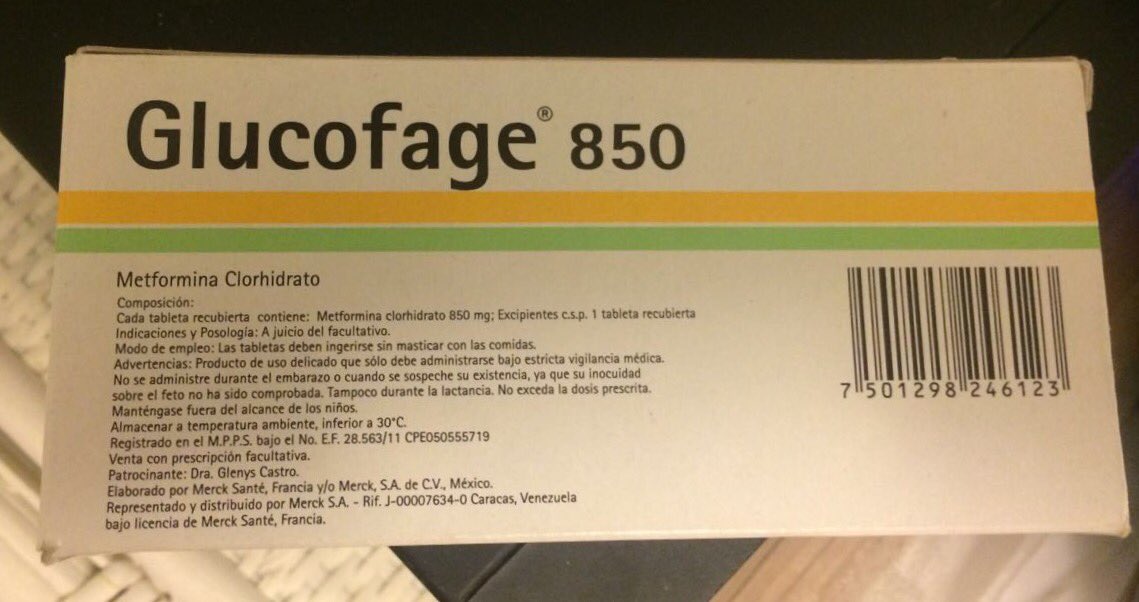 Glucofage® 850
Metformina Clorhidrato
Composición:
Cada tableta recubierta contiene: Metformina clorhidrato 850 mg; Excipientes c.s.p. 1 tableta recubierta
Indicaciones y Posología: A juicio del facultativo.
Modo de empleo: Las tabletas deben ingerirse sin masticar con las comidas.
Advertencias: Producto de uso delicado que sólo debe administrarse bajo estricta vigilancia médica.
No se administre durante el embarazo o cuando se sospeche su existencia, ya que su inocuidad
sobre el feto no ha sido comprobada. Tampoco durante la lactancia. No exceda la dosis prescrita.
Manténgase fuera del alcance de los niños.
Almacenar a temperatura ambiente, inferior a 30°C.
Registrado en el M.P.P.S. bajo el No. E.F. 28.563/11 CPE050555719
Venta con prescripción facultativa.
Patrocinante: Dra. Glenys Castro.
Elaborado por Merck Santé, Francia y/o Merck, S.A. de C.V., México.
Representado y distribuido por Merck S.A. - Rif. J-00007634-0 Caracas, Venezuela
bajo licencia de Merck Santé, Francia.
7 501298 246123